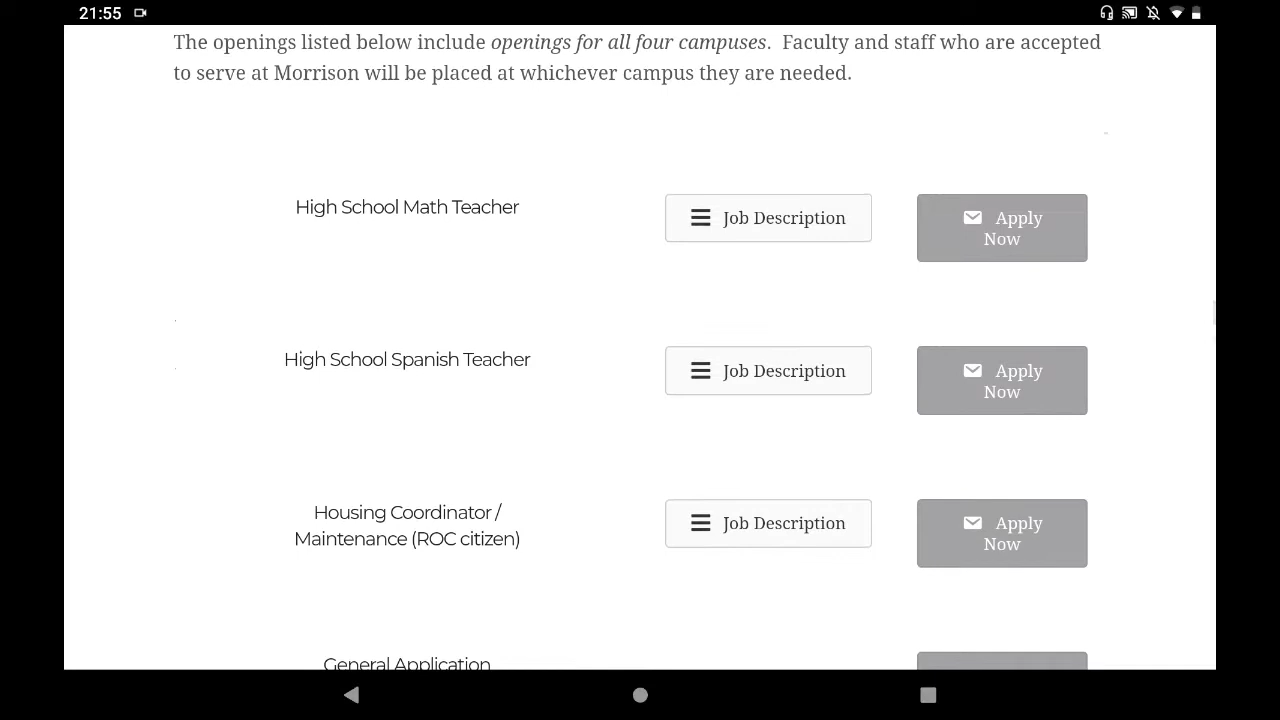 21:55
The openings listed below include openings for all four campuses. Faculty and staff who are accepted
to serve at Morrison will be placed at whichever campus they are needed.
High School Math Teacher
Job Description
Apply
Now
High School Spanish Teacher
Job Description
Apply
Now
Housing Coordinator /
Maintenance (ROC citizen)
Job Description
Apply
Now
General Application